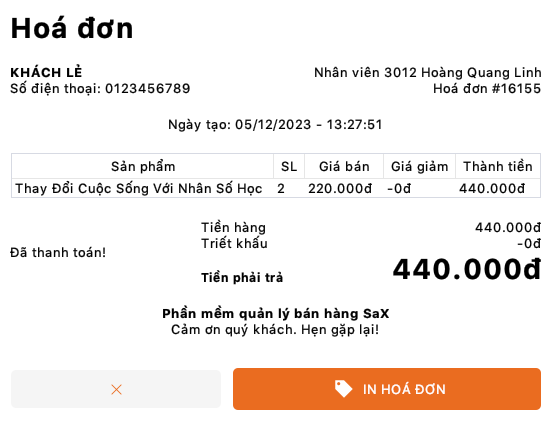 Hoá đơn
KHÁCH LẺ
Số điện thoại: 0123456789
Nhân viên 3012 Hoàng Quang Linh
Hoá đơn #16155
Ngày tạo: 05/12/2023 - 13:27:51
Sản phẩm SL Giá bán Giá giảm Thành tiền
Thay Đổi Cuộc Sống Với Nhân Số Học 2 220.000đ -0đ 440.000đ
Đã thanh toán!
Tiền hàng 440.000đ
Triết khấu -0đ
Tiền phải trả 440.000đ
Phần mềm quản lý bán hàng SaX
Cảm ơn quý khách. Hẹn gặp lại!
IN HOÁ ĐƠN